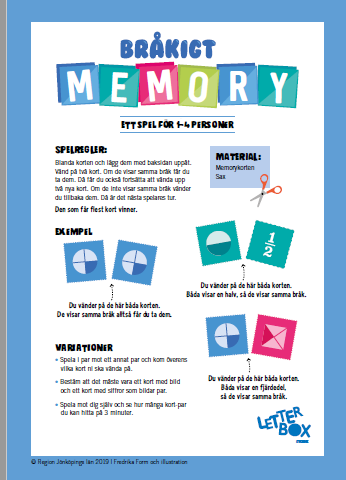 BRÅKIGT
MEMORY
ETT SPEL FÖR 1-4 PERSONER
SPELREGLER:
Blanda korten och lägg dem med baksidan uppåt.
Vänd på två kort. Om de visar samma bråk får du
ta dem. Då får du också fortsätta att vända upp
två nya kort. Om de inte visar samma bråk vänder
du tillbaka dem. Då är det nästa spelares tur.
Den som får flest kort vinner.
MATERIAL:
Memorykorten
Sax
EXEMPEL
Du vänder på de här båda korten.
De visar samma bråk alltså får du ta dem.
1/2
Du vänder på de här båda korten.
Båda visar en halv, så de visar samma bråk.
VARIATIONER
• Spela i par mot ett annat par och kom överens
vilka kort ni ska vända på.
• Bestäm att det måste vara ett kort med bild
och ett kort med siffror som bildar par.
• Spela mot dig själv och se hur många kort-par
du kan hitta på 3 minuter.
Du vänder på de här båda korten.
Båda visar en fjärdedel,
så de visar samma bråk.
LETTER
BOX
© Region Jönköpings län 2019 | Fredrika Form och illustration